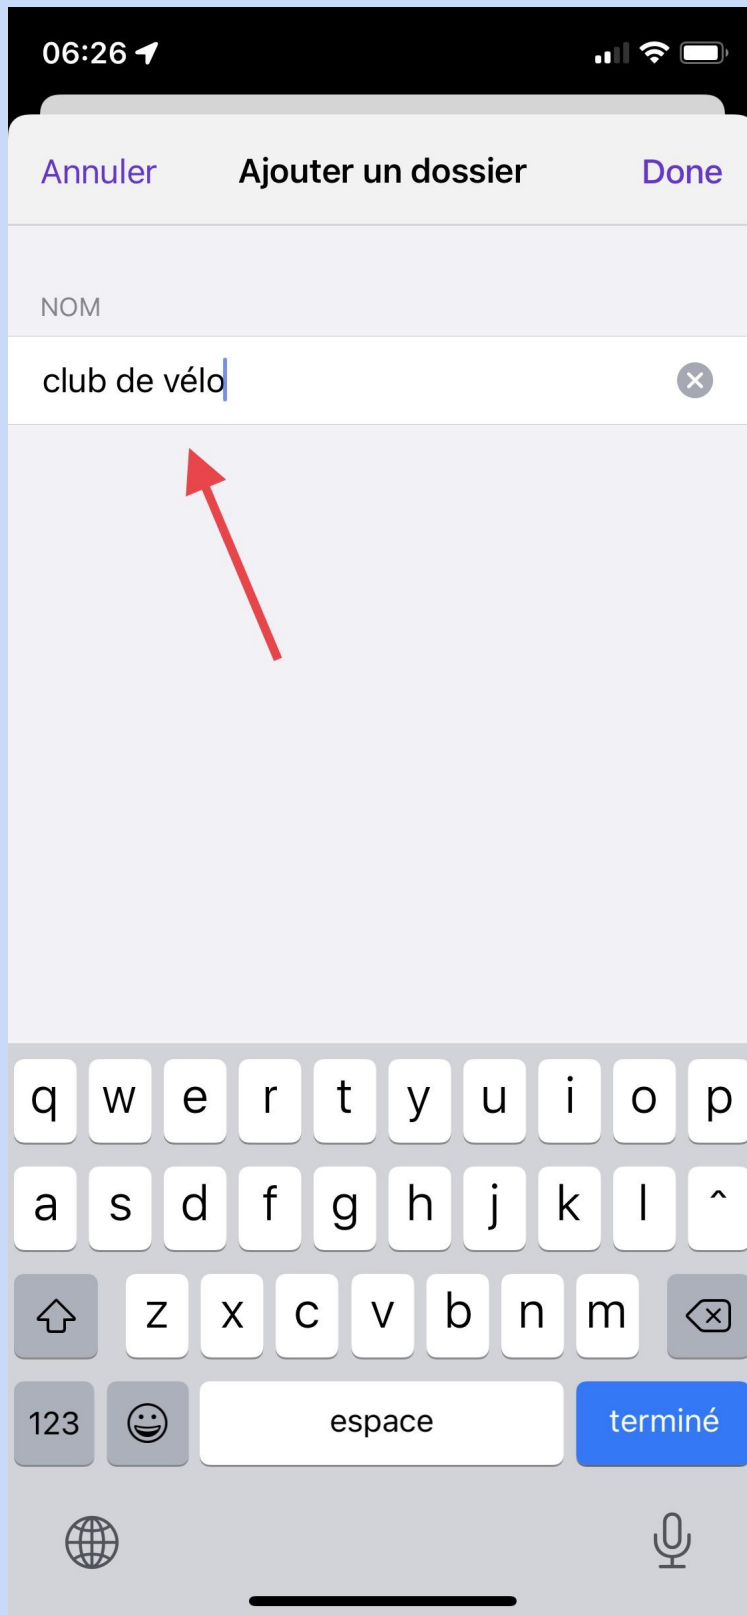 06:26
Annuler Ajouter un dossier Done
NOM
club de vélo
q w e r t y u i o p
a s d f g h j k l ^
z x c v b n m
123 espace terminé